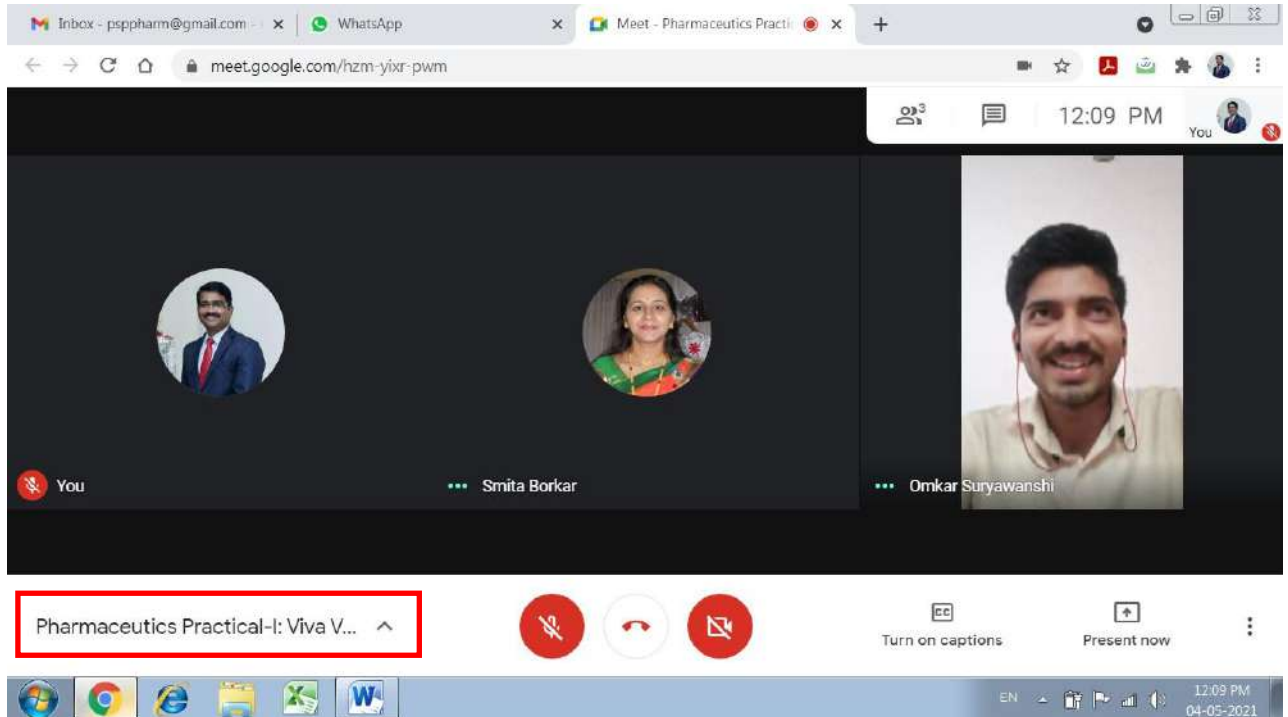 Inbox - psppharm@gmail.com -
WhatsApp
Meet - Pharmaceutics Practi
meet.google.com/hzm-yixr-pwm
3
12:09 PM
You
You
Smita Borkar
Omkar Suryawanshi
Pharmaceutics Practical-I: Viva V...
CC
Turn on captions
Present now
EN
12:09 PM
04-05-2021